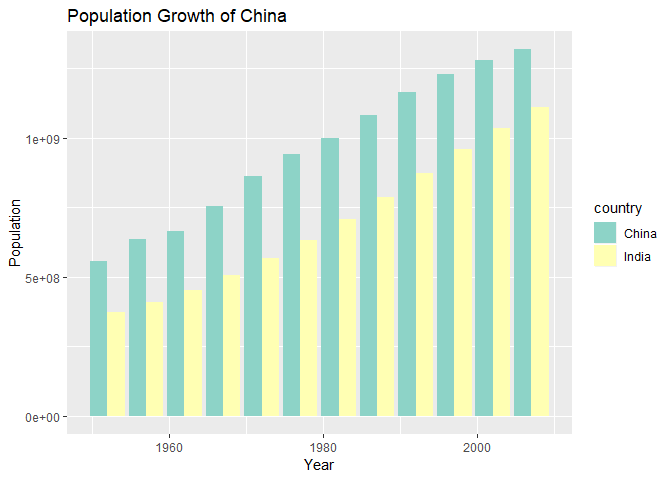 Population Growth of China
1e+09
5e+08
0e+00
Population
1960
1980
2000
Year
country
China
India